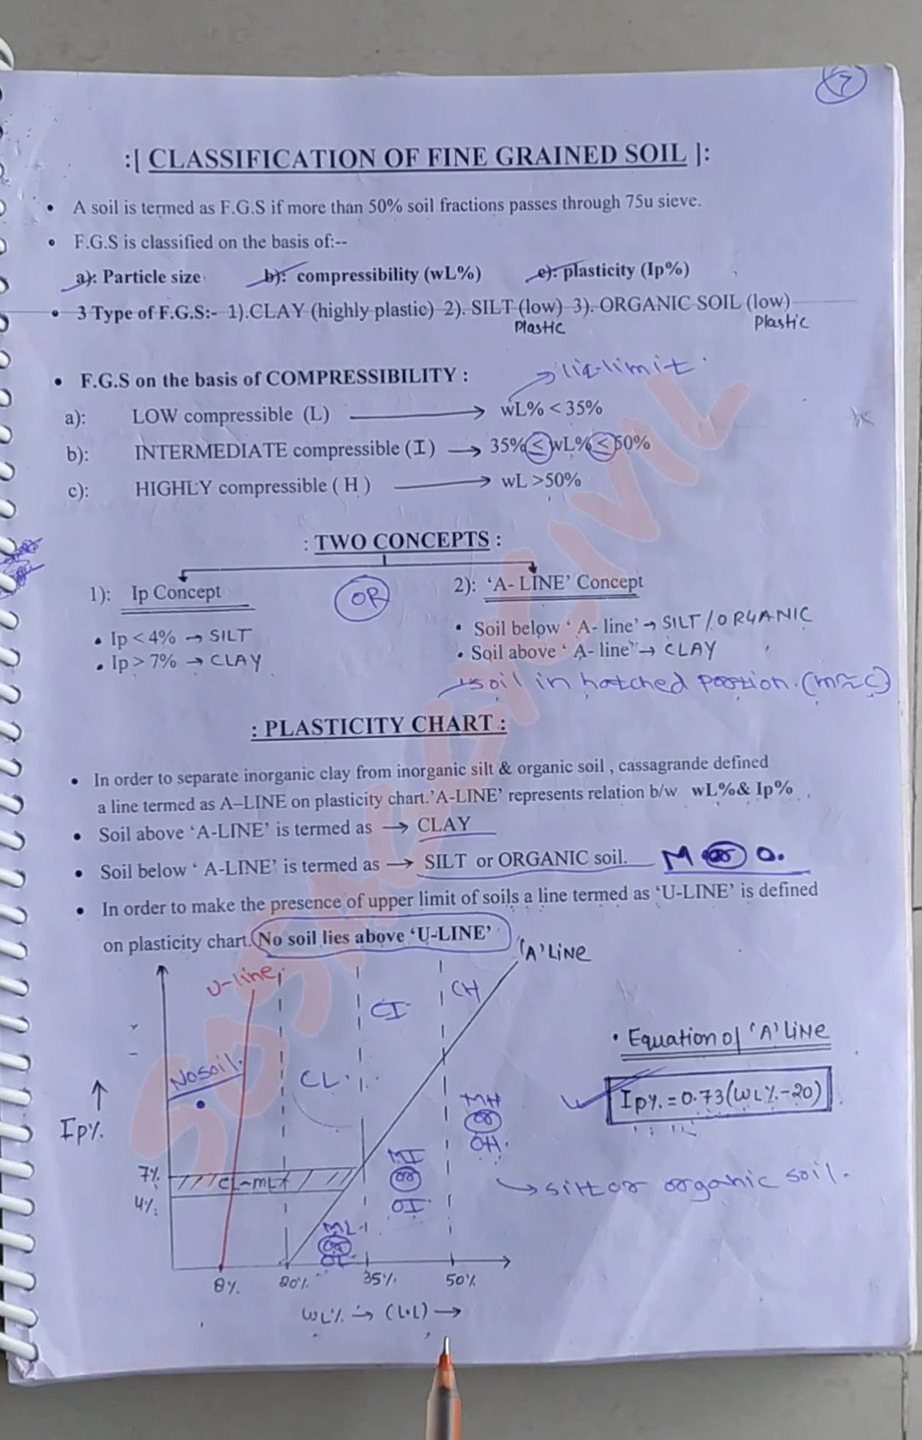 7
:[ CLASSIFICATION OF FINE GRAINED SOIL ]:
• A soil is termed as F.G.S if more than 50% soil fractions passes through 75u sieve.
• F.G.S is classified on the basis of:--
a): Particle size b): compressibility (wL%) c): plasticity (Ip%)
• 3 Type of F.G.S:- 1).CLAY (highly plastic) 2). SILT (low) 3). ORGANIC SOIL (low)
Plastic Plastic
→ liq-limit.
• F.G.S on the basis of COMPRESSIBILITY :
a): LOW compressible (L) → wL% < 35%
b): INTERMEDIATE compressible (I) → 35% ≤ wL% ≤ 50%
c): HIGHLY compressible ( H ) → wL >50%
: TWO CONCEPTS :
1): Ip Concept OR 2): 'A- LINE' Concept
• Ip < 4% → SILT
• Ip > 7% → CLAY
• Soil below ' A- line' → SILT/ORGANIC
• Soil above ' A- line" → CLAY
→ soil in hatched portion. (m≈c)
: PLASTICITY CHART :
• In order to separate inorganic clay from inorganic silt & organic soil , cassagrande defined
a line termed as A–LINE on plasticity chart.'A-LINE' represents relation b/w wL%& Ip%
• Soil above 'A-LINE' is termed as → CLAY
• Soil below ' A-LINE' is termed as → SILT or ORGANIC soil. M or O.
• In order to make the presence of upper limit of soils a line termed as 'U-LINE' is defined
on plasticity chart. No soil lies above 'U-LINE'
'A' LINE
U-line
CI
CH
No soil.
CL
• Equation of 'A' LINE
Ip% = 0.73(WL% -20)
↑
Ip%
MH
or
OH.
MI
or
OI
7%
CL-ML
4%
→ silt or organic soil.
ML
or
OL
8% 20% 35% 50%
WL% → (L.L) →
SOSAGCIVIL